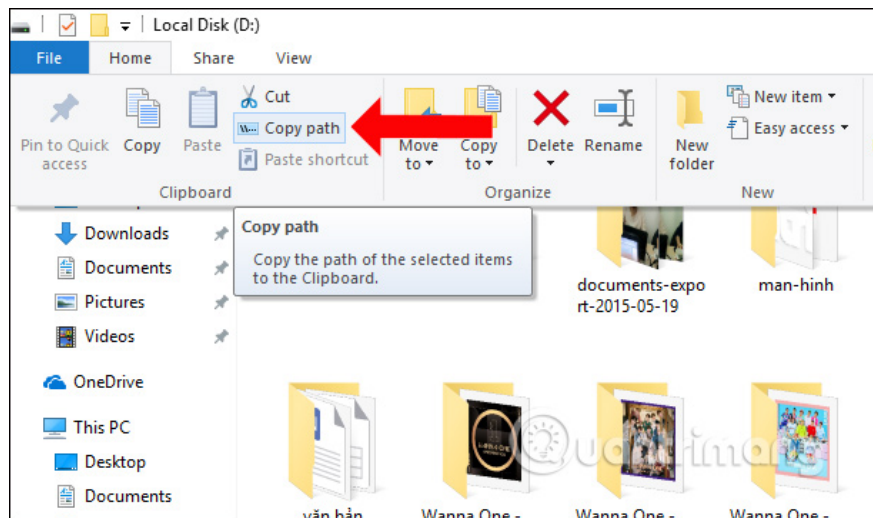 Local Disk (D:)
File Home Share View
Pin to Quick access
Copy
Paste
Cut
Copy path
Paste shortcut
Clipboard
Move to
Copy to
Delete
Rename
Organize
New folder
New item
Easy access
New
Copy path
Copy the path of the selected items
to the Clipboard.
Downloads
Documents
Pictures
Videos
OneDrive
This PC
Desktop
Documents
documents-expo
rt-2015-05-19
man-hinh
văn bản
Wanna One -
Wanna One -
Wanna One -
Quantrimang